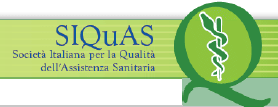 SIQuAS
Società Italiana per la Qualità
dell'Assistenza Sanitaria